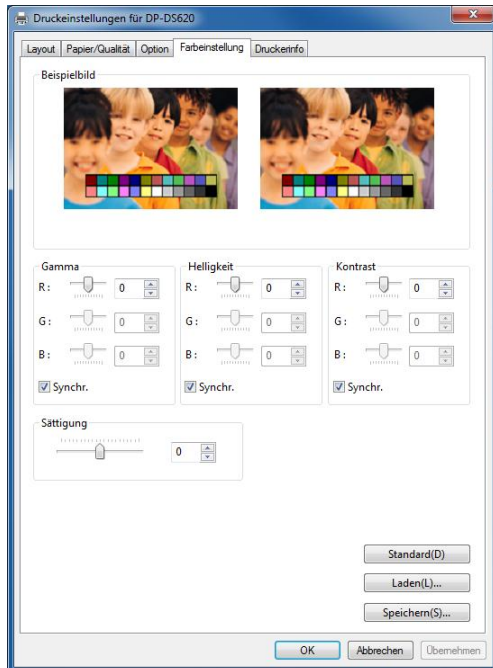 Druckeinstellungen für DP-DS620
Layout Papier/Qualität Option Farbeinstellung Druckerinfo
Beispielbild
Gamma Helligkeit Kontrast
R: 0 R: 0 R: 0
G: 0 G: 0 G: 0
B: 0 B: 0 B: 0
Synchr. Synchr. Synchr.
Sättigung
0
Standard(D)
Laden(L)...
Speichern(S)...
OK Abbrechen Übernehmen